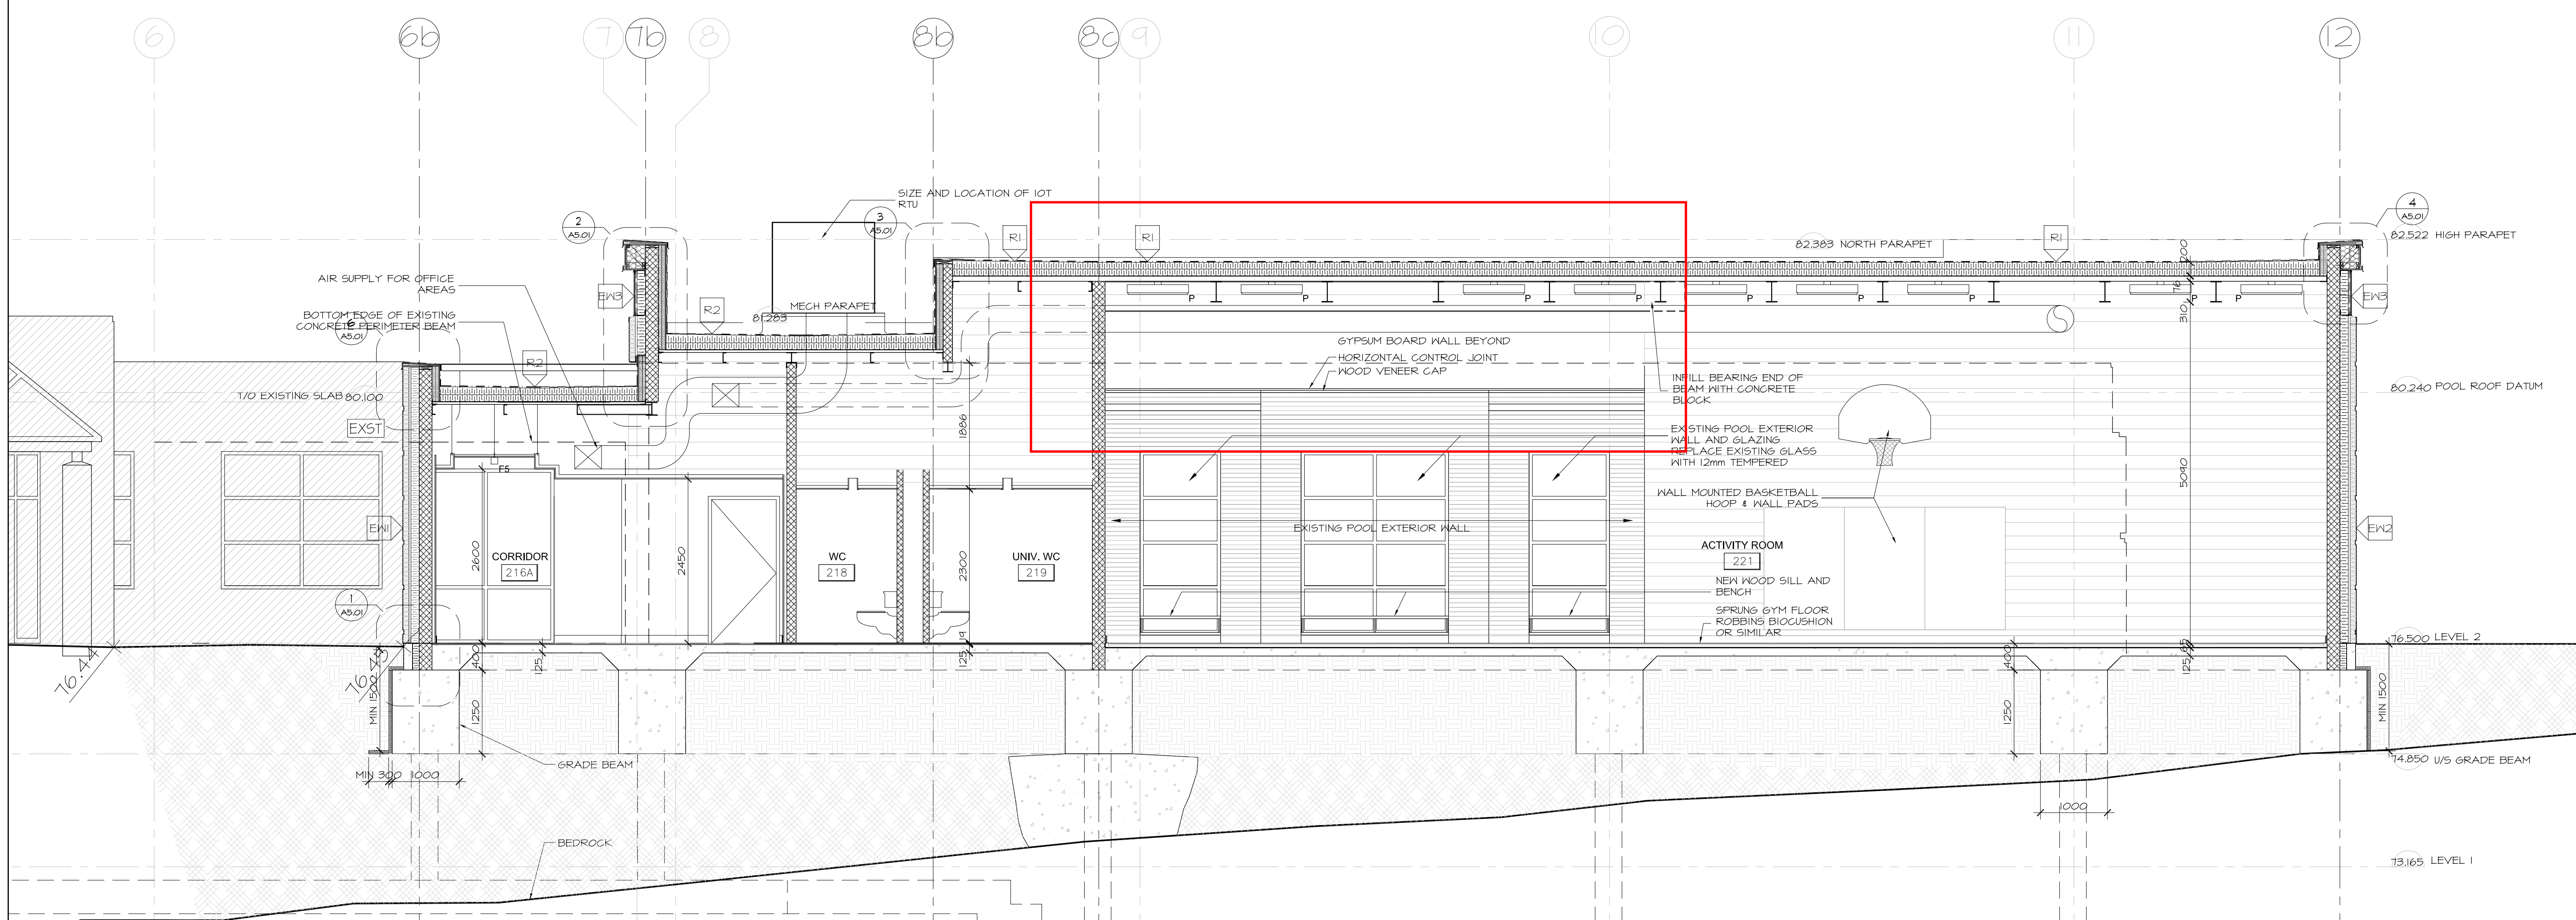 6
6b
7
7b
8
8b
8c
9
10
11
12
SIZE AND LOCATION OF 10T
RTU
2
A5.01
3
A5.01
R1
R1
R1
4
A5.01
82.383 NORTH PARAPET
82.522 HIGH PARAPET
200
AIR SUPPLY FOR OFFICE
AREAS
EW3
R2
MECH PARAPET
81.283
P
P
P
P
P
P
P
P
P
76
310
EW3
BOTTOM EDGE OF EXISTING
CONCRETE PERIMETER BEAM
6
A5.01
R2
GYPSUM BOARD WALL BEYOND
HORIZONTAL CONTROL JOINT
WOOD VENEER CAP
INFILL BEARING END OF
BEAM WITH CONCRETE
BLOCK
T/O EXISTING SLAB 80.100
80.240 POOL ROOF DATUM
EXST
1886
EXISTING POOL EXTERIOR
WALL AND GLAZING
REPLACE EXISTING GLASS
WITH 12mm TEMPERED
F5
5090
WALL MOUNTED BASKETBALL
HOOP & WALL PADS
EW1
EXISTING POOL EXTERIOR WALL
EW2
2600
CORRIDOR
216A
2450
WC
218
2300
UNIV. WC
219
ACTIVITY ROOM
221
NEW WOOD SILL AND
BENCH
1
A5.01
SPRUNG GYM FLOOR
ROBBINS BIOCUSHION
OR SIMILAR
76.500 LEVEL 2
19
125
400
125
400
65
125
76.44
MIN 1500
1250
1250
MIN 1500
GRADE BEAM
74.850 U/S GRADE BEAM
MIN 300
1000
1000
BEDROCK
73.165 LEVEL 1